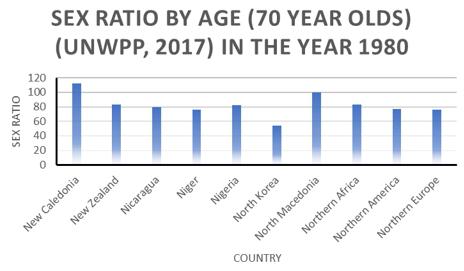 SEX RATIO BY AGE (70 YEAR OLDS)
(UNWPP, 2017) IN THE YEAR 1980
SEX RATIO
120
100
80
60
40
20
0
New Caledonia
New Zealand
Nicaragua
Niger
Nigeria
North Korea
North Macedonia
Northern Africa
Northern America
Northern Europe
COUNTRY